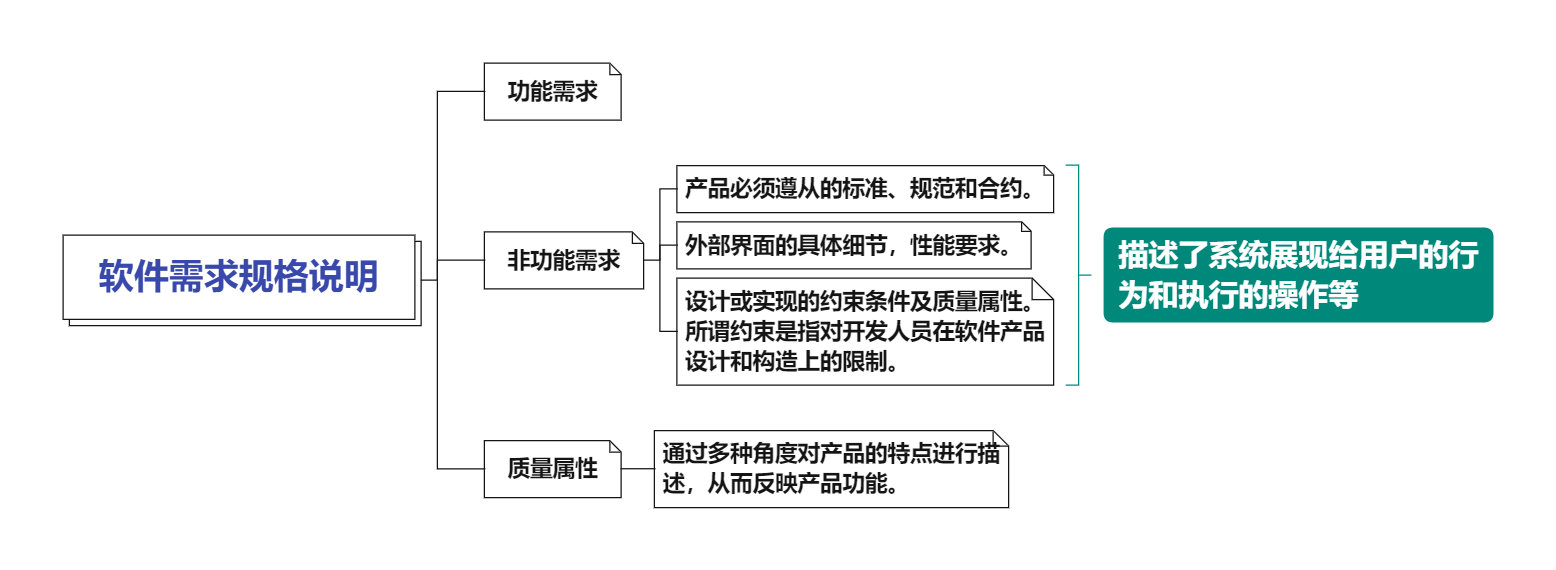 软件需求规格说明
功能需求
非功能需求
产品必须遵从的标准、规范和合约。
外部界面的具体细节，性能要求。
设计或实现的约束条件及质量属性。
所谓约束是指对开发人员在软件产品
设计和构造上的限制。
描述了系统展现给用户的行
为和执行的操作等
质量属性
通过多种角度对产品的特点进行描
述，从而反映产品功能。